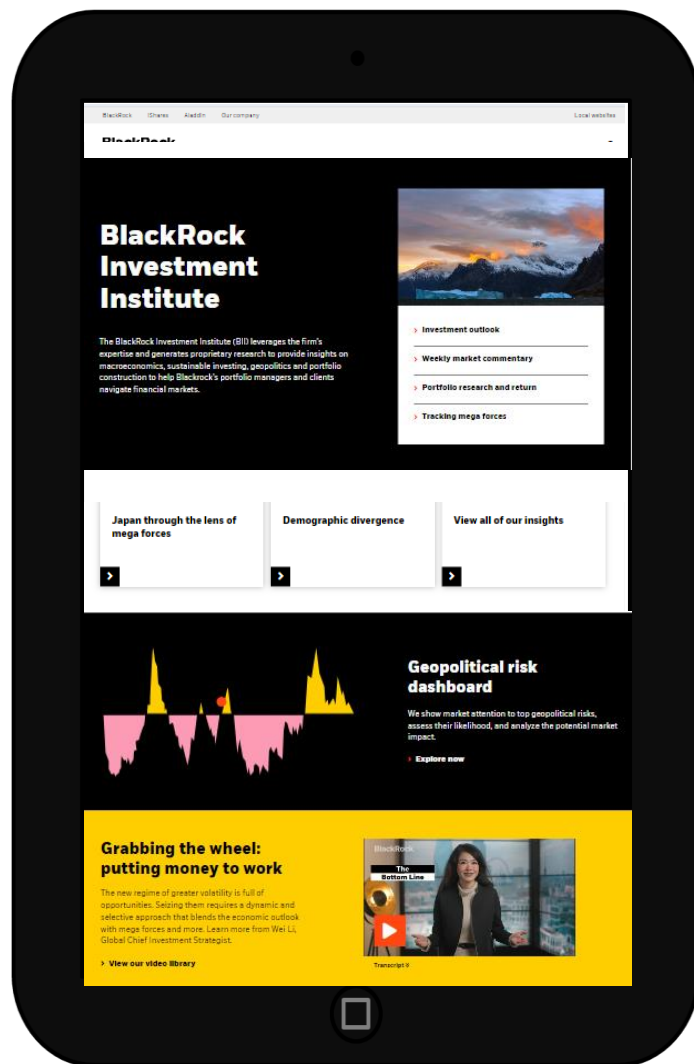 BlackRock iShares Aladdin Our company Local websites
BlackRock
BlackRock
Investment
Institute
The BlackRock Investment Institute (BII) leverages the firm's
expertise and generates proprietary research to provide insights on
macroeconomics, sustainable investing, geopolitics and portfolio
construction to help Blackrock's portfolio managers and clients
navigate financial markets.
Investment outlook
Weekly market commentary
Portfolio research and return
Tracking mega forces
Japan through the lens of
mega forces
Demographic divergence
View all of our insights
Geopolitical risk
dashboard
We show market attention to top geopolitical risks,
assess their likelihood, and analyze the potential market
impact.
Explore now
Grabbing the wheel:
putting money to work
The new regime of greater volatility is full of
opportunities. Seizing them requires a dynamic and
selective approach that blends the economic outlook
with mega forces and more. Learn more from Wei Li,
Global Chief Investment Strategist.
View our video library
BlackRock
The
Bottom Line
Transcript